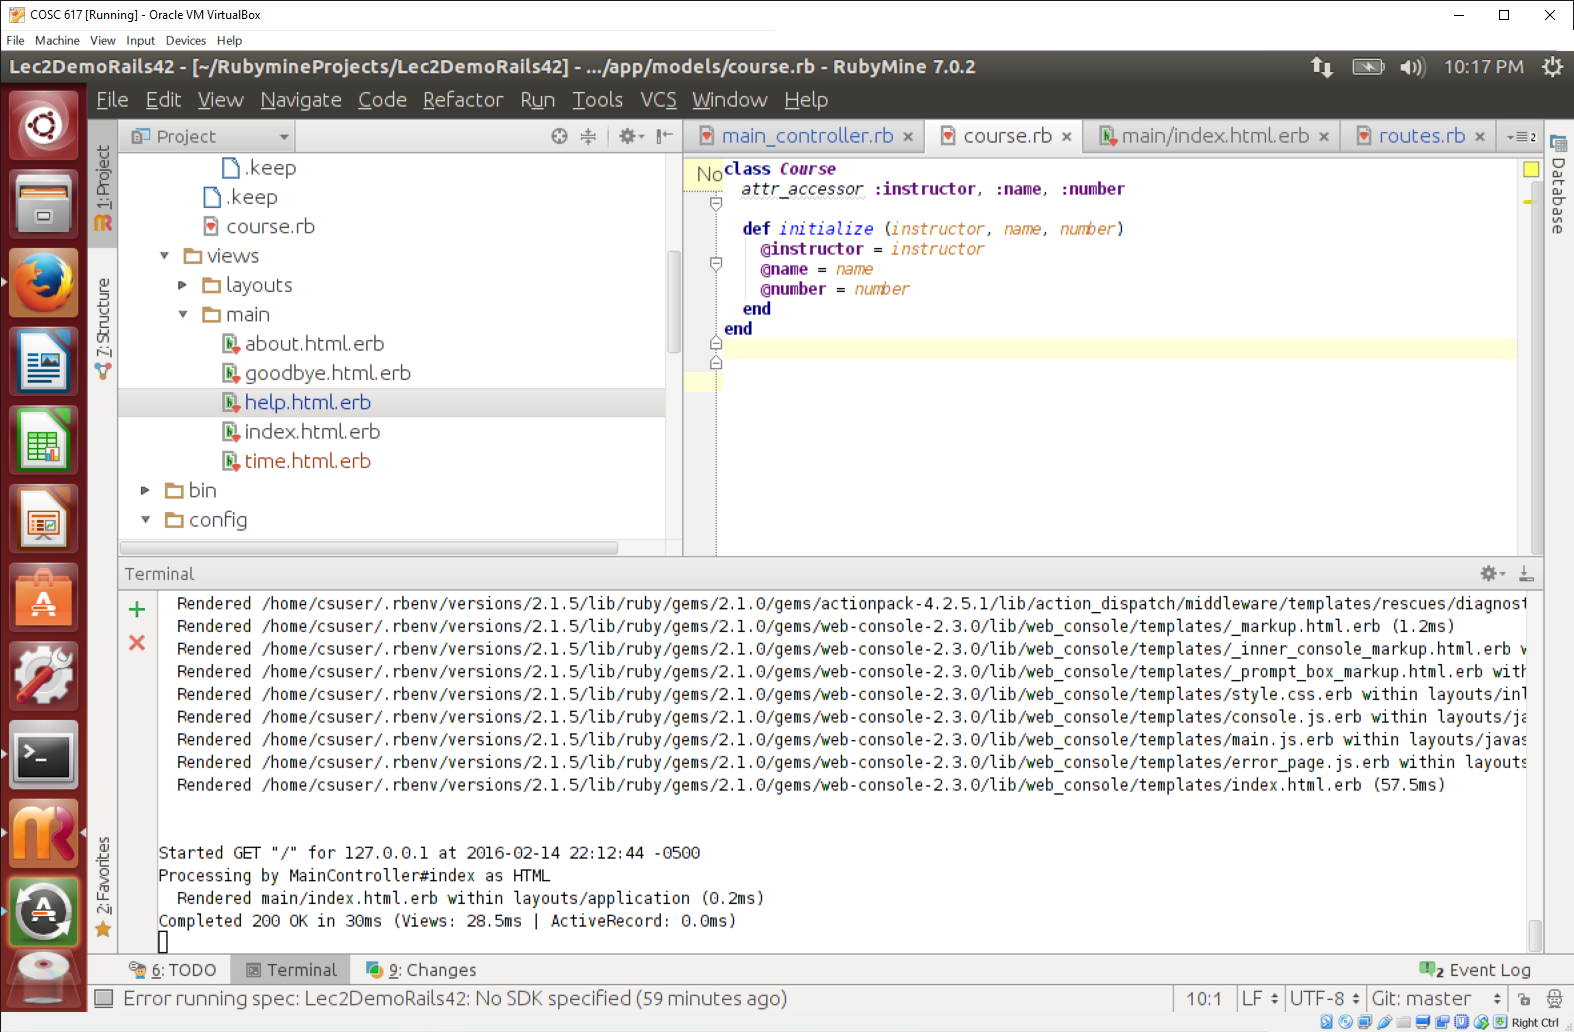 COSC 617 [Running] - Oracle VM VirtualBox
File Machine View Input Devices Help
Lec2DemoRails42 - [~/RubymineProjects/Lec2DemoRails42] - .../app/models/course.rb - RubyMine 7.0.2
10:17 PM
File Edit View Navigate Code Refactor Run Tools VCS Window Help
Project
main_controller.rb course.rb main/index.html.erb routes.rb 2
1: Project
7: Structure
2: Favorites
Database
.keep
.keep
course.rb
views
layouts
main
about.html.erb
goodbye.html.erb
help.html.erb
index.html.erb
time.html.erb
bin
config
No
class Course
attr_accessor :instructor, :name, :number
def initialize (instructor, name, number)
@instructor = instructor
@name = name
@number = number
end
end
Terminal
Rendered /home/csuser/.rbenv/versions/2.1.5/lib/ruby/gems/2.1.0/gems/actionpack-4.2.5.1/lib/action_dispatch/middleware/templates/rescues/diagnost
Rendered /home/csuser/.rbenv/versions/2.1.5/lib/ruby/gems/2.1.0/gems/web-console-2.3.0/lib/web_console/templates/_markup.html.erb (1.2ms)
Rendered /home/csuser/.rbenv/versions/2.1.5/lib/ruby/gems/2.1.0/gems/web-console-2.3.0/lib/web_console/templates/_inner_console_markup.html.erb w
Rendered /home/csuser/.rbenv/versions/2.1.5/lib/ruby/gems/2.1.0/gems/web-console-2.3.0/lib/web_console/templates/_prompt_box_markup.html.erb with
Rendered /home/csuser/.rbenv/versions/2.1.5/lib/ruby/gems/2.1.0/gems/web-console-2.3.0/lib/web_console/templates/style.css.erb within layouts/inl
Rendered /home/csuser/.rbenv/versions/2.1.5/lib/ruby/gems/2.1.0/gems/web-console-2.3.0/lib/web_console/templates/console.js.erb within layouts/ja
Rendered /home/csuser/.rbenv/versions/2.1.5/lib/ruby/gems/2.1.0/gems/web-console-2.3.0/lib/web_console/templates/main.js.erb within layouts/javas
Rendered /home/csuser/.rbenv/versions/2.1.5/lib/ruby/gems/2.1.0/gems/web-console-2.3.0/lib/web_console/templates/error_page.js.erb within layouts
Rendered /home/csuser/.rbenv/versions/2.1.5/lib/ruby/gems/2.1.0/gems/web-console-2.3.0/lib/web_console/templates/index.html.erb (57.5ms)
Started GET "/" for 127.0.0.1 at 2016-02-14 22:12:44 -0500
Processing by MainController#index as HTML
Rendered main/index.html.erb within layouts/application (0.2ms)
Completed 200 OK in 30ms (Views: 28.5ms | ActiveRecord: 0.0ms)
6: TODO Terminal 9: Changes 2 Event Log
Error running spec: Lec2DemoRails42: No SDK specified (59 minutes ago) 10:1 LF UTF-8 Git: master
Right Ctrl